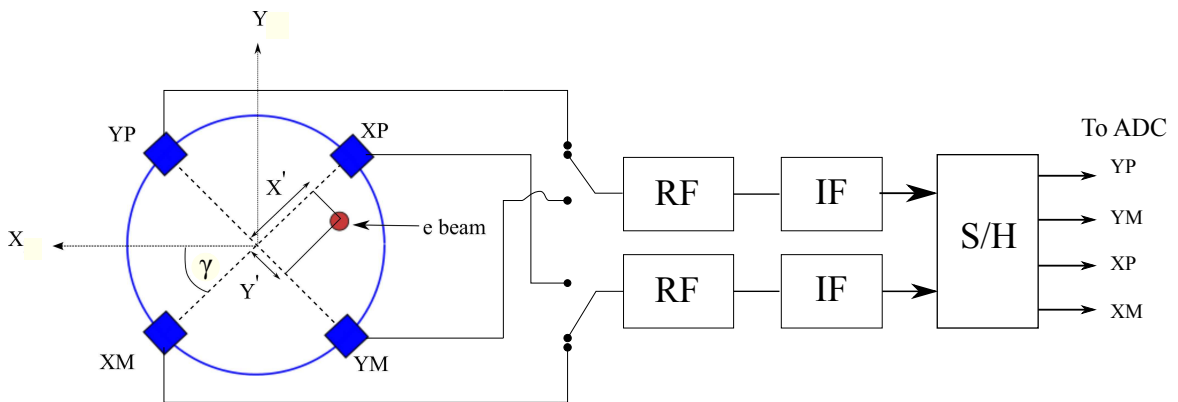 Y
YP
XP
X'
e beam
X
γ
Y'
XM
YM
RF
IF
RF
IF
S/H
To ADC
YP
YM
XP
XM